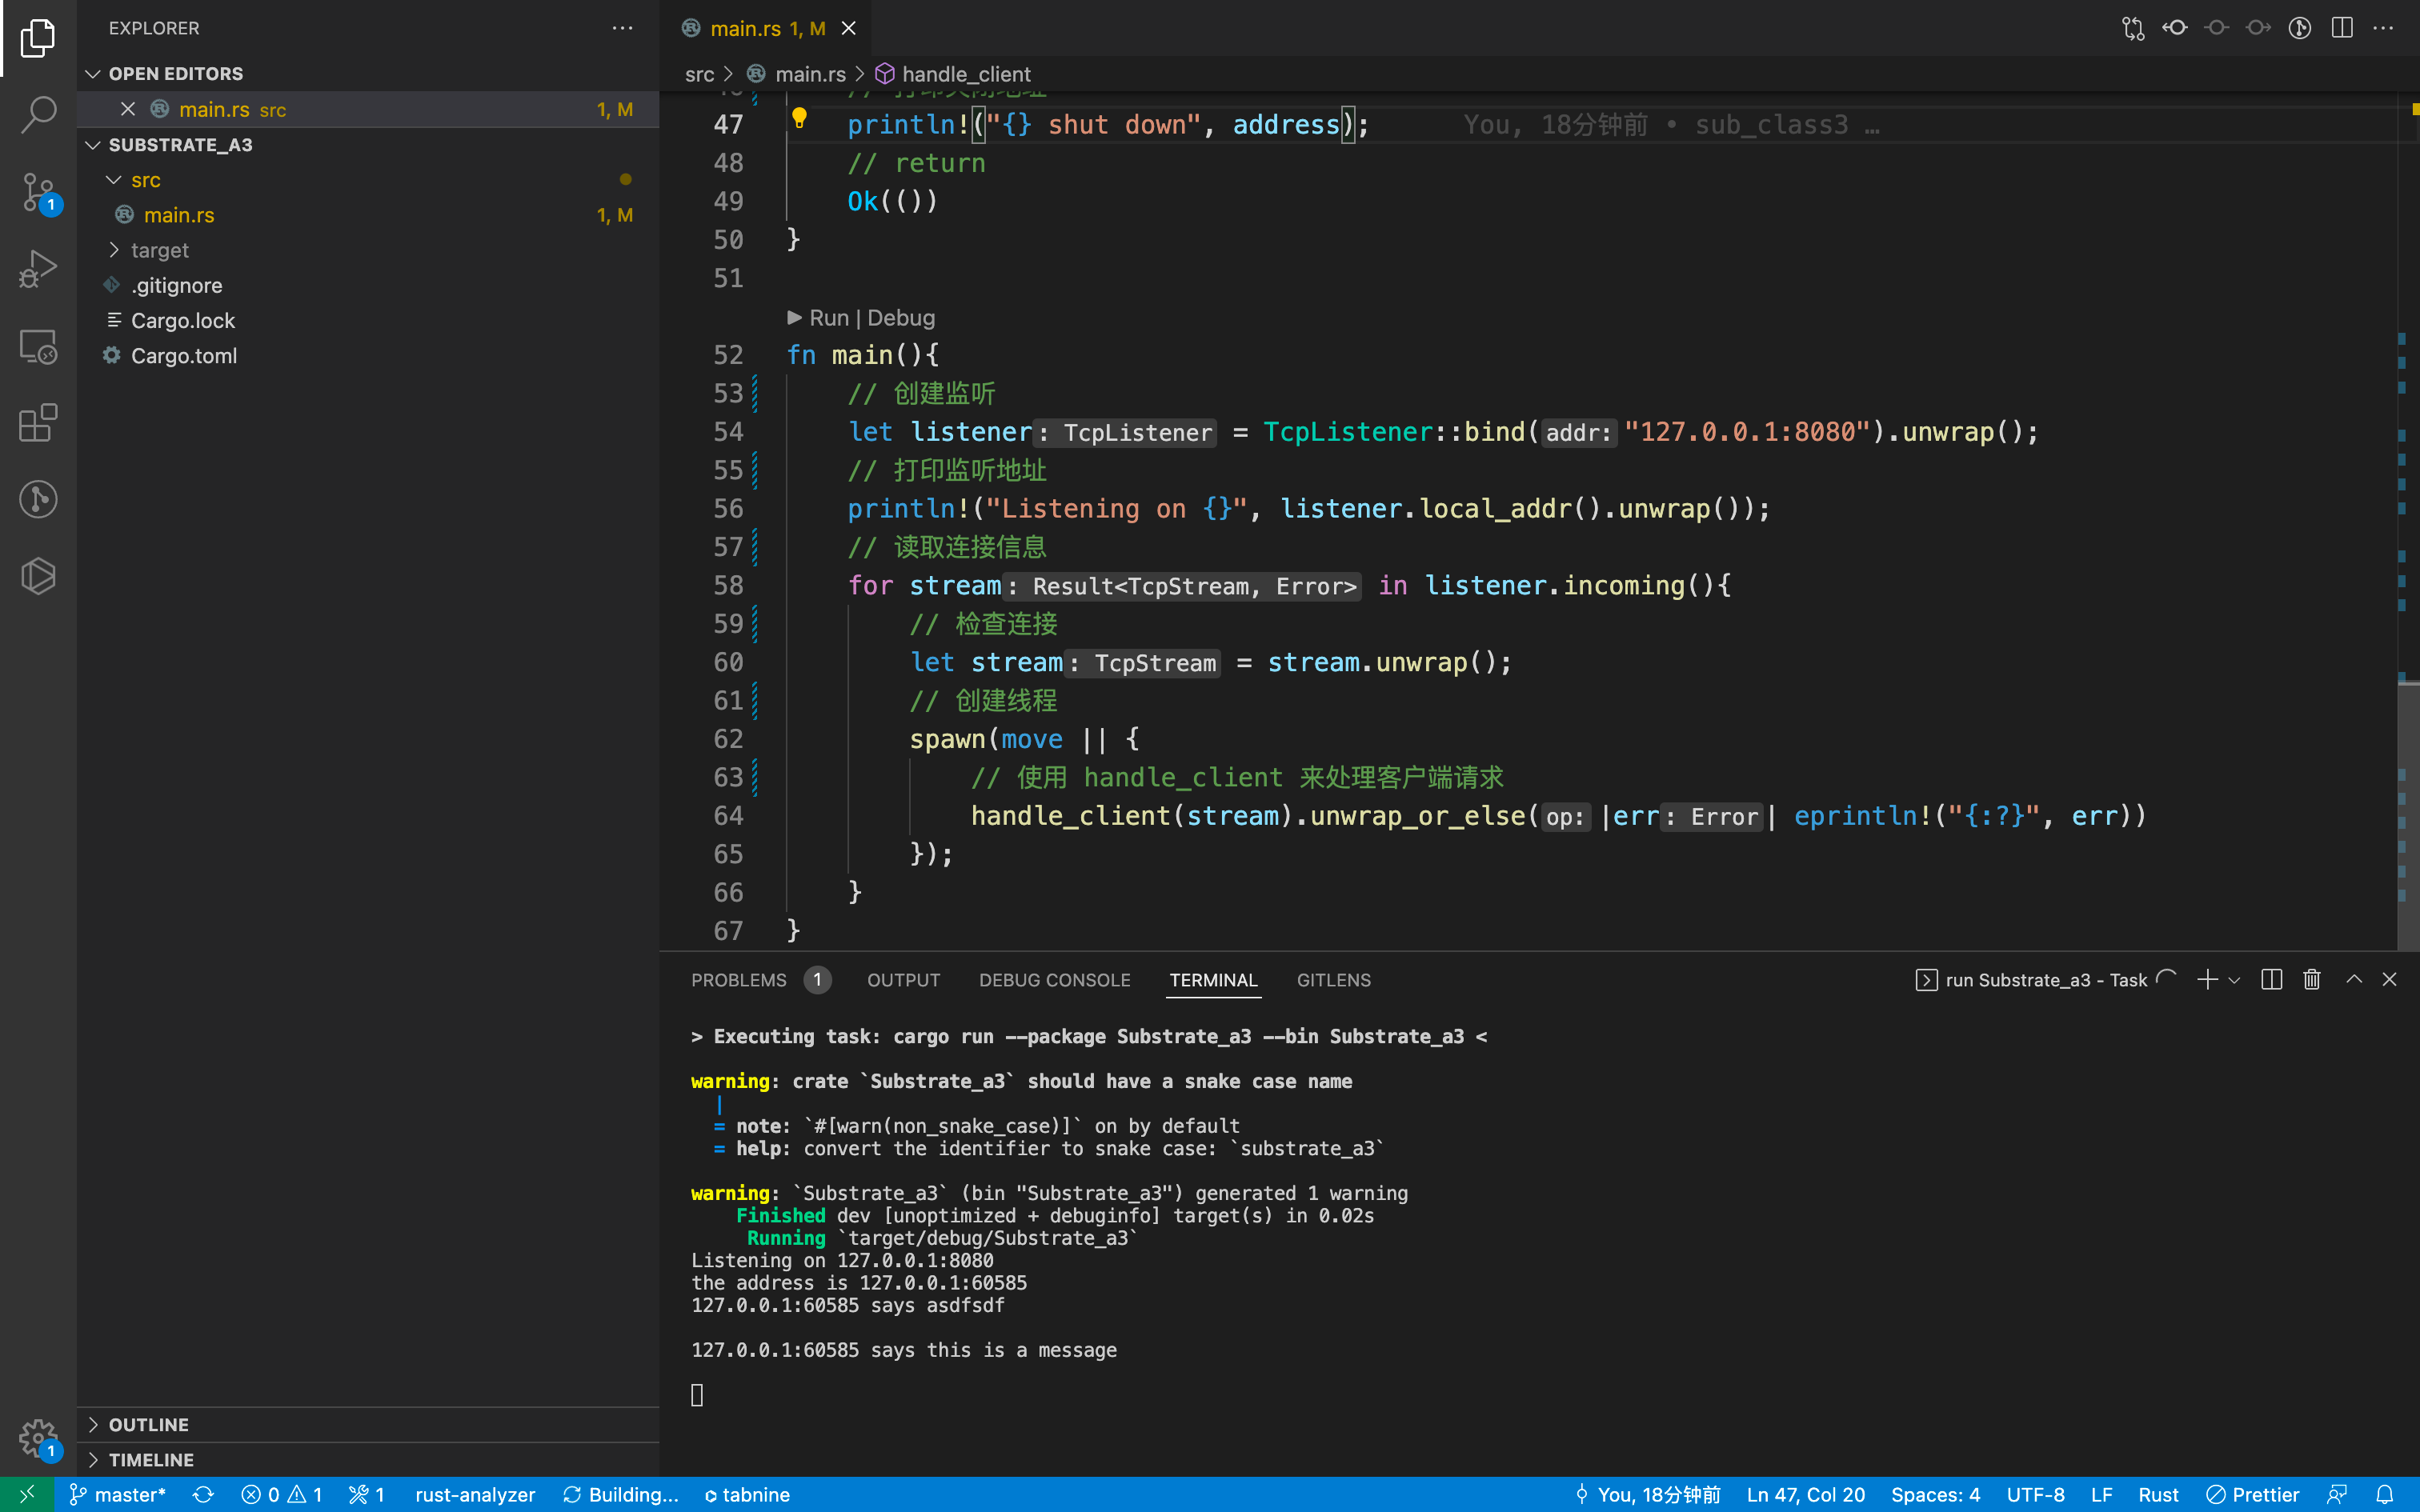 EXPLORER
OPEN EDITORS
main.rs src 1, M
SUBSTRATE_A3
src
main.rs 1, M
target
.gitignore
Cargo.lock
Cargo.toml
OUTLINE
TIMELINE
main.rs 1, M
src > main.rs > handle_client
47 println!("{} shut down", address); You, 18分钟前 • sub_class3 …
48 // return
49 Ok(())
50 }
51
Run | Debug
52 fn main(){
53 // 创建监听
54 let listener: TcpListener = TcpListener::bind(addr: "127.0.0.1:8080").unwrap();
55 // 打印监听地址
56 println!("Listening on {}", listener.local_addr().unwrap());
57 // 读取连接信息
58 for stream: Result<TcpStream, Error> in listener.incoming(){
59 // 检查连接
60 let stream: TcpStream = stream.unwrap();
61 // 创建线程
62 spawn(move || {
63 // 使用 handle_client 来处理客户端请求
64 handle_client(stream).unwrap_or_else(op: |err: Error| eprintln!("{:?}", err))
65 });
66 }
67 }
PROBLEMS 1 OUTPUT DEBUG CONSOLE TERMINAL GITLENS run Substrate_a3 - Task
> Executing task: cargo run --package Substrate_a3 --bin Substrate_a3 <
warning: crate `Substrate_a3` should have a snake case name
|
= note: `#[warn(non_snake_case)]` on by default
= help: convert the identifier to snake case: `substrate_a3`
warning: `Substrate_a3` (bin "Substrate_a3") generated 1 warning
Finished dev [unoptimized + debuginfo] target(s) in 0.02s
Running `target/debug/Substrate_a3`
Listening on 127.0.0.1:8080
the address is 127.0.0.1:60585
127.0.0.1:60585 says asdfsdf
127.0.0.1:60585 says this is a message
1
1
master* 0 1 1 rust-analyzer Building... tabnine You, 18分钟前 Ln 47, Col 20 Spaces: 4 UTF-8 LF Rust Prettier